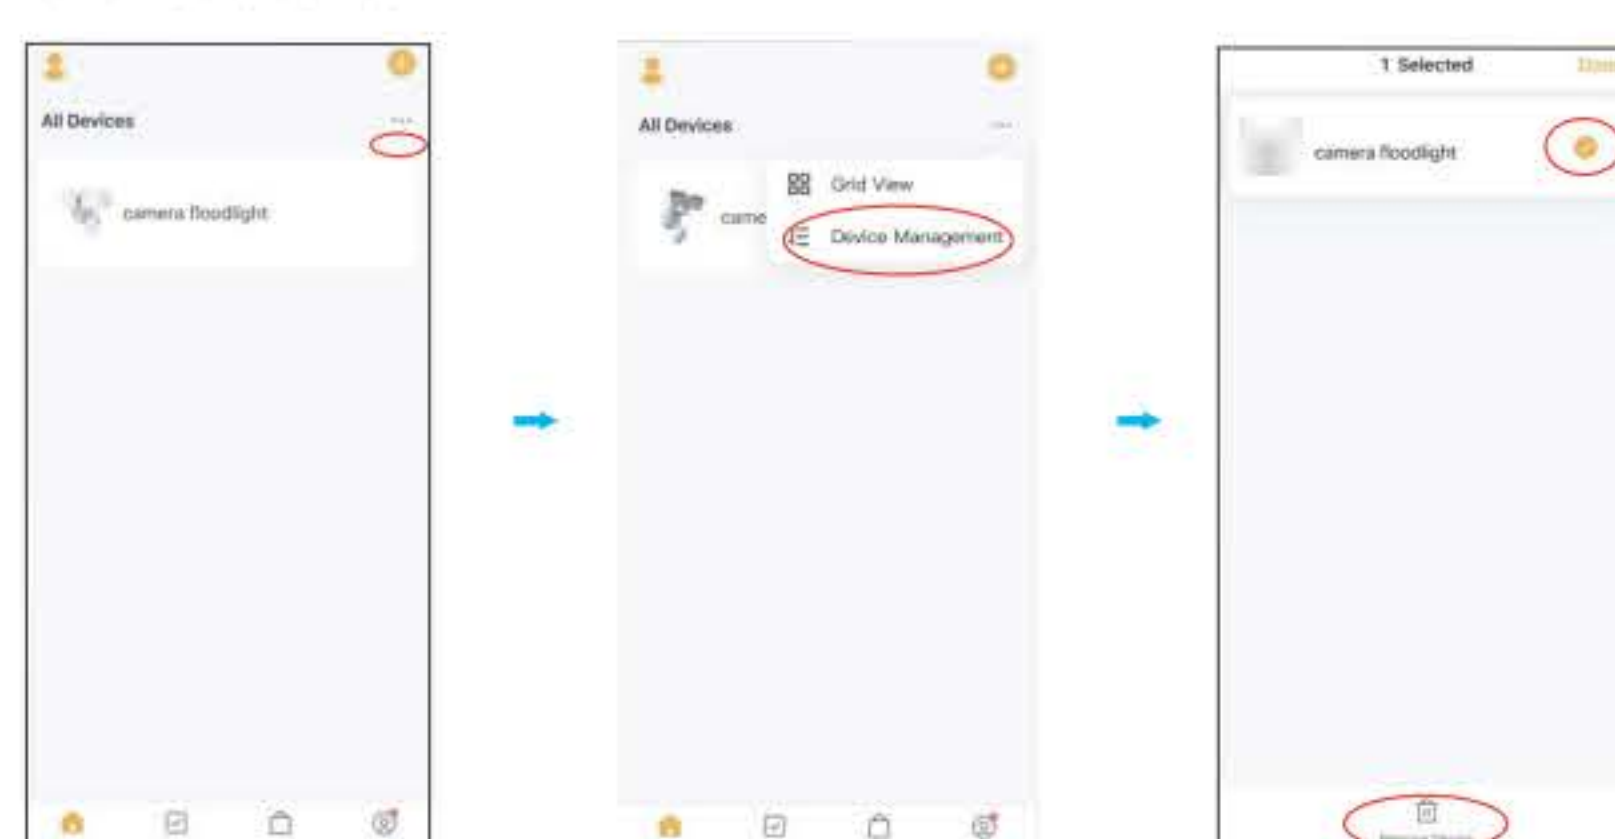 All Devices
camera floodlight
All Devices
Grid View
came
Device Management
1 Selected
camera floodlight